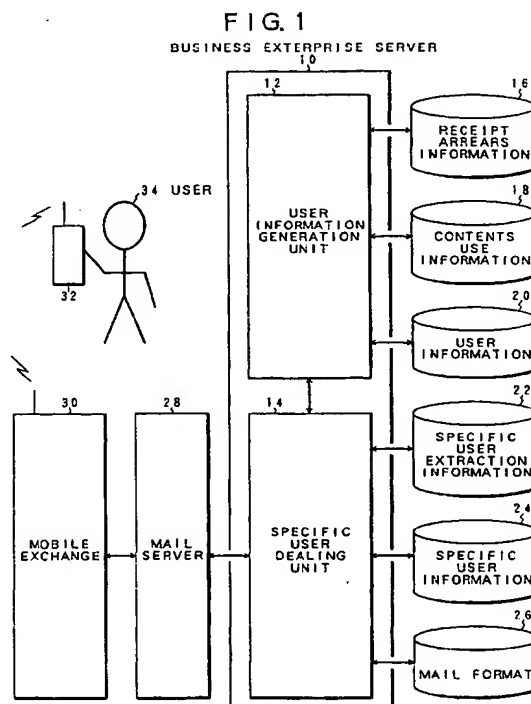 FIG. 1
BUSINESS ENTERPRISE SERVER
10
12
16
RECEIPT
ARREARS
INFORMATION
34 USER
USER
INFORMATION
GENERATION
UNIT
18
CONTENTS
USE
INFORMATION
32
20
USER
INFORMATION
30
28
14
22
SPECIFIC
USER
EXTRACTION
INFORMATION
MOBILE
EXCHANGE
MAIL
SERVER
SPECIFIC
USER
DEALING
UNIT
24
SPECIFIC
USER
INFORMATION
26
MAIL FORMAT